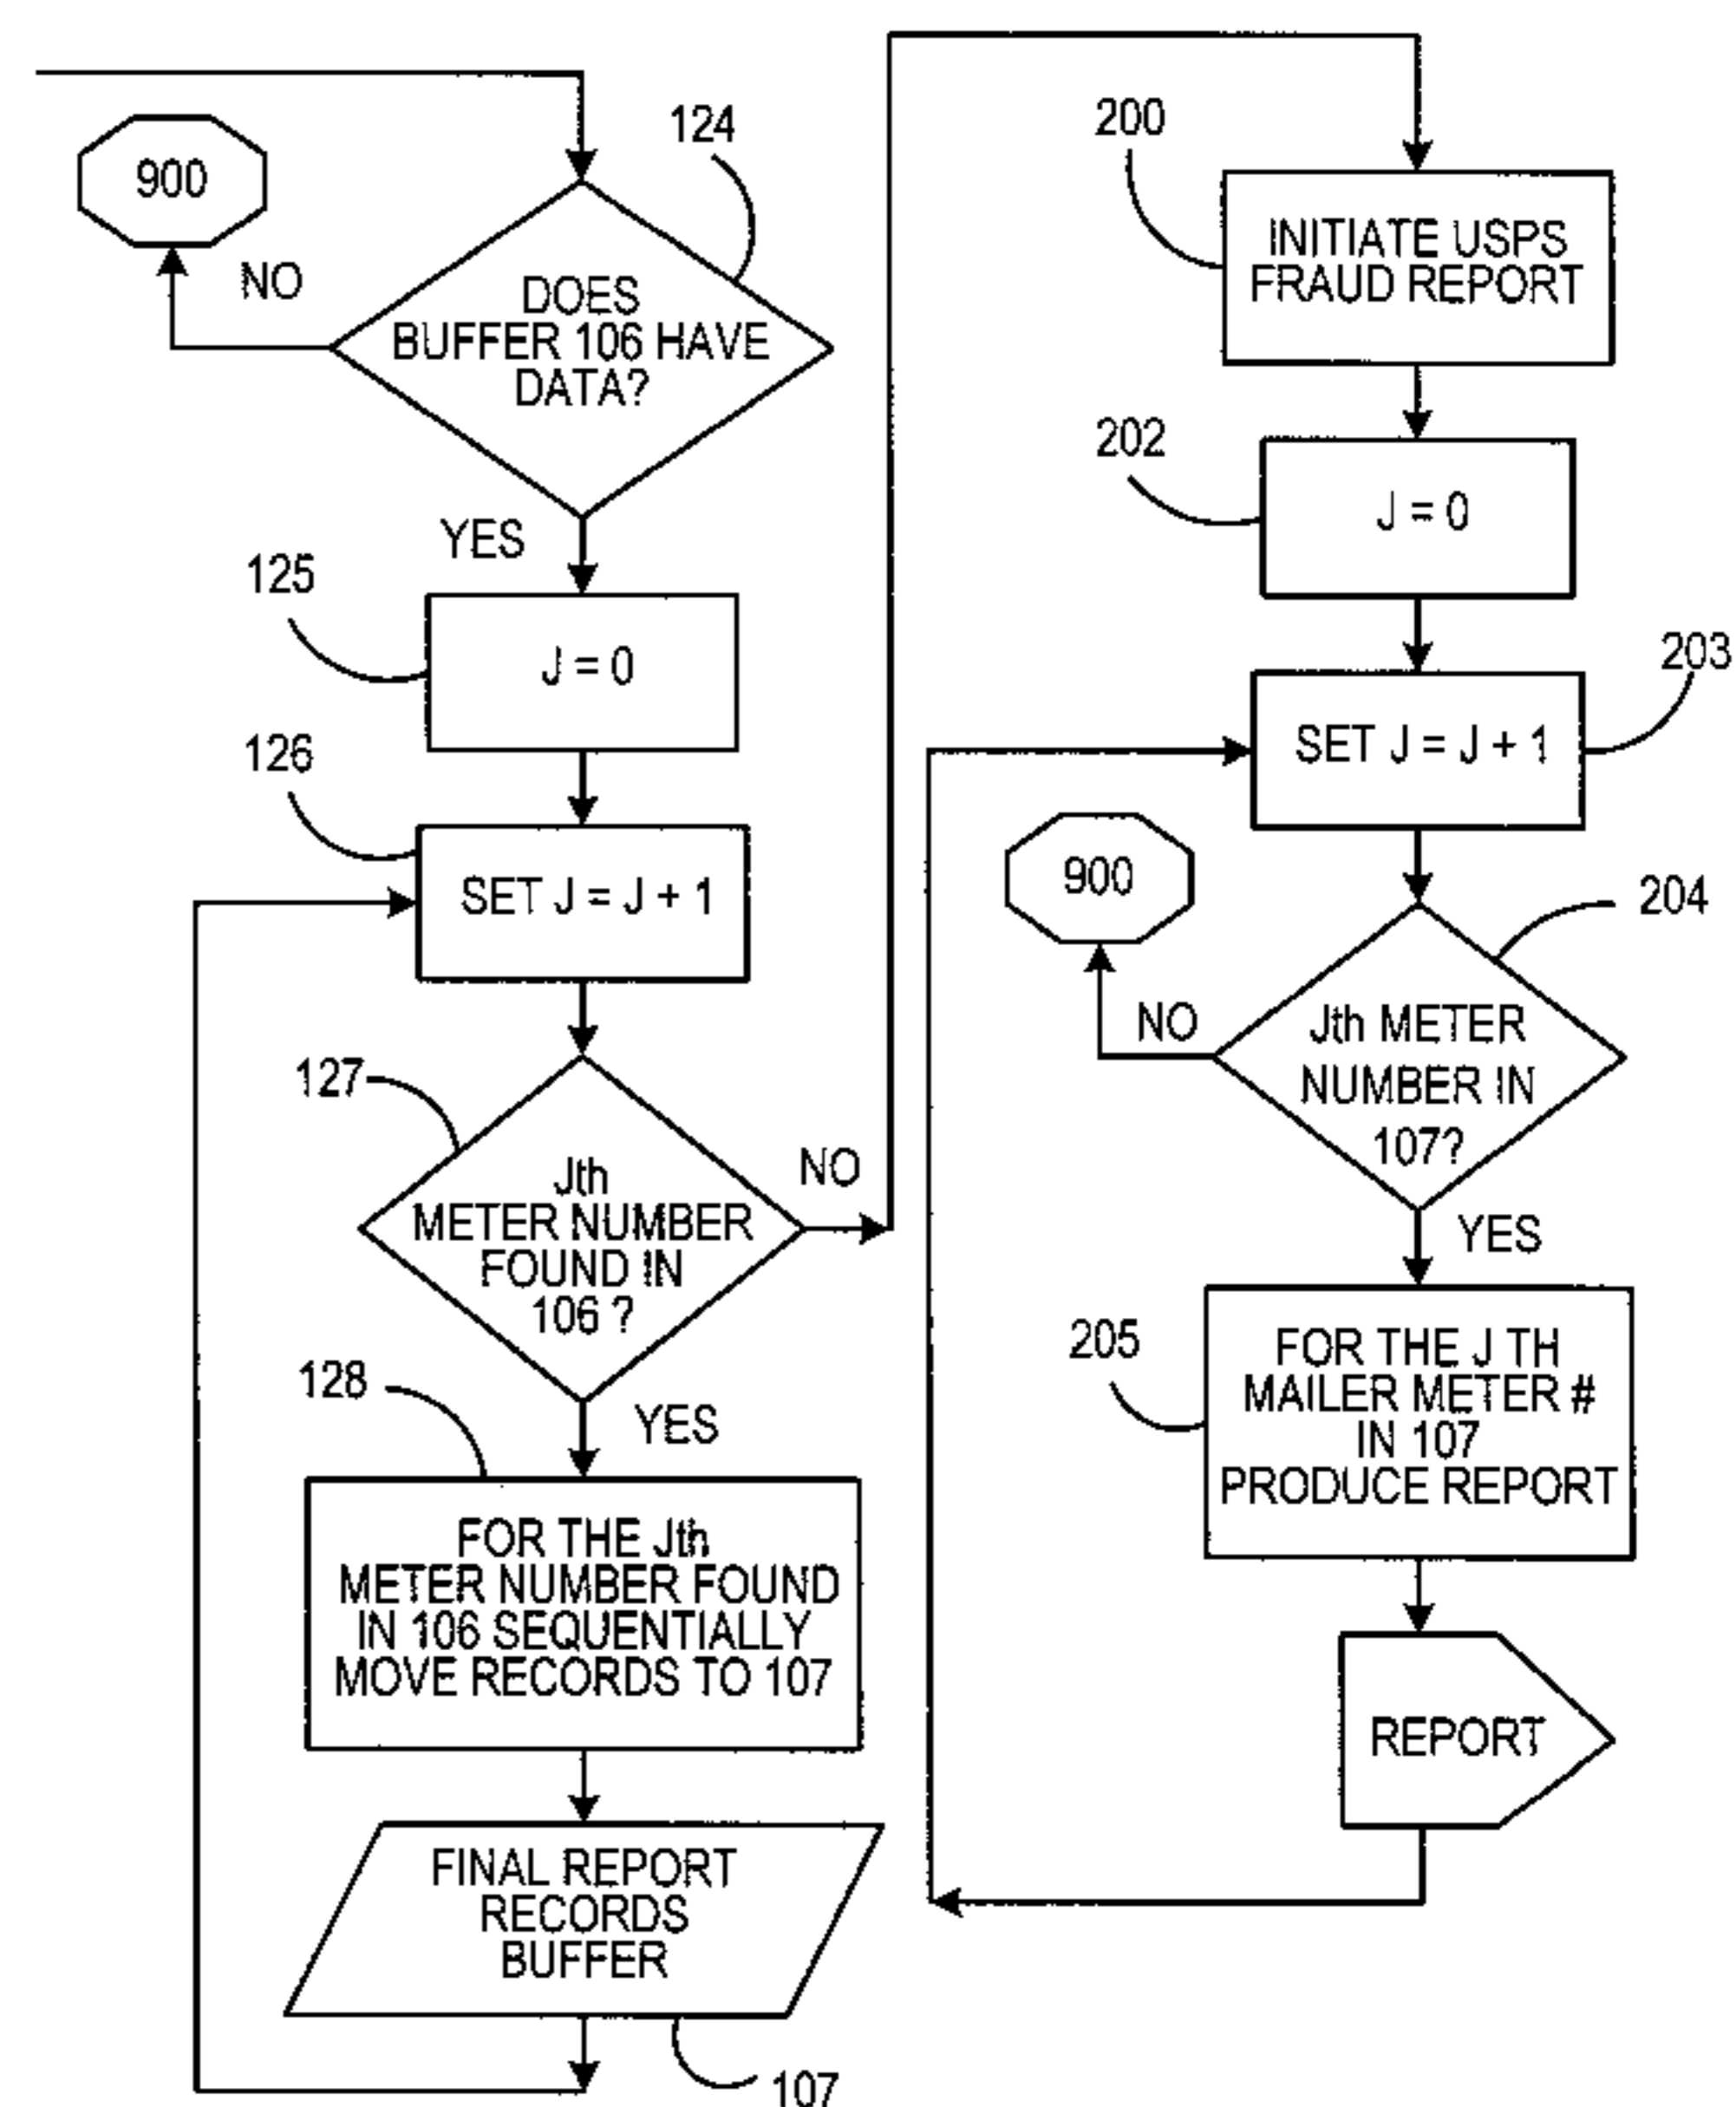 124
900
NO
DOES
BUFFER 106 HAVE
DATA?
YES
125
J = 0
126
SET J = J + 1
127
Jth
METER NUMBER
FOUND IN
106 ?
NO
128
YES
FOR THE Jth
METER NUMBER FOUND
IN 106 SEQUENTIALLY
MOVE RECORDS TO 107
FINAL REPORT
RECORDS
BUFFER
107
200
INITIATE USPS
FRAUD REPORT
202
J = 0
203
SET J = J + 1
900
204
NO
Jth METER
NUMBER IN
107?
YES
205
FOR THE J TH
MAILER METER #
IN 107
PRODUCE REPORT
REPORT